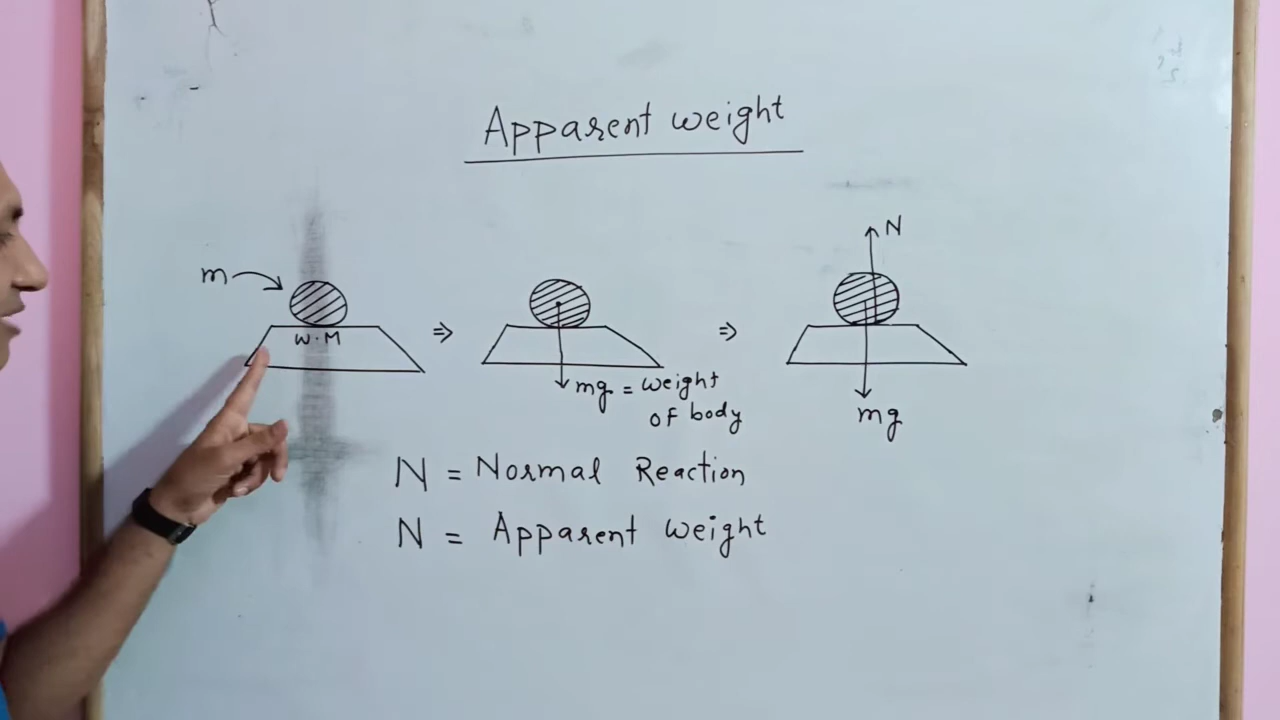 Apparent weight
m
W.M
⇒
mg = weight
of body
⇒
N
mg
N = Normal Reaction
N = Apparent weight